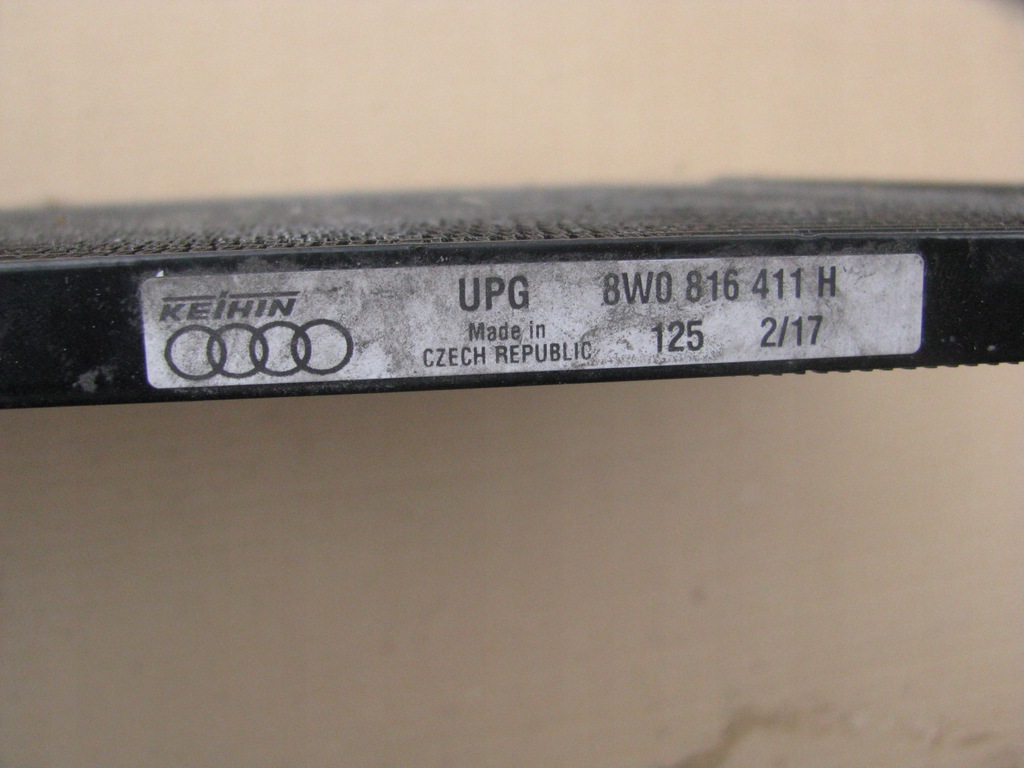 KEIHIN
UPG 8W0 816 411 H
Made in
CZECH REPUBLIC
125 2/17